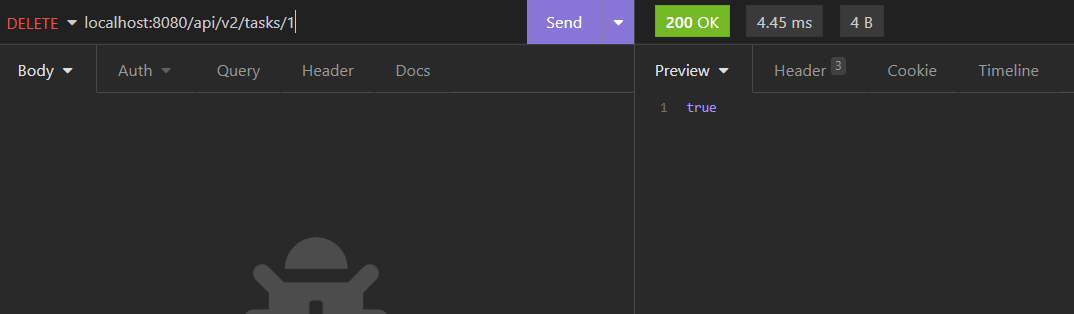 DELETE localhost:8080/api/v2/tasks/1 Send 200 OK 4.45 ms 4 B
Body Auth Query Header Docs Preview Header 3 Cookie Timeline
1 true